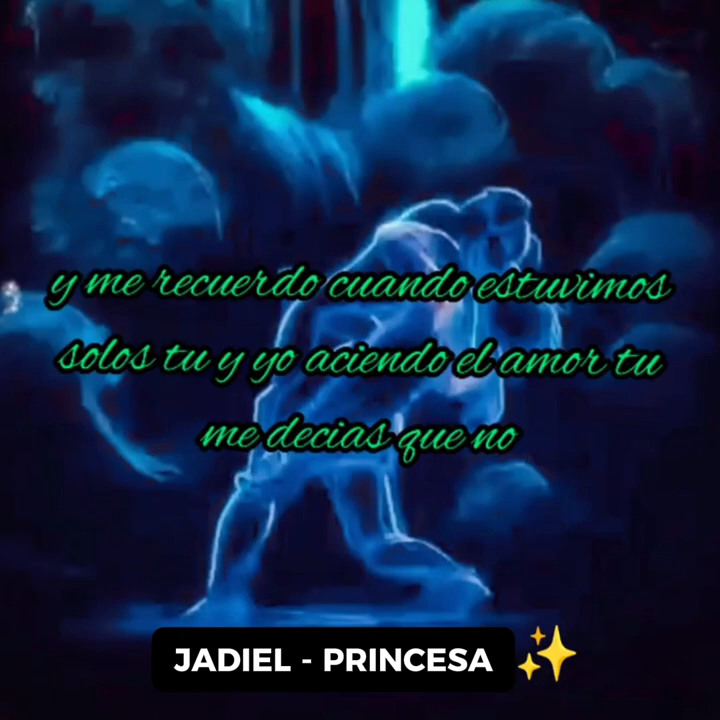 y me recuerdo cuando estuvimos
solos tu y yo aciendo el amor tu
me decias que no
JADIEL - PRINCESA ✨